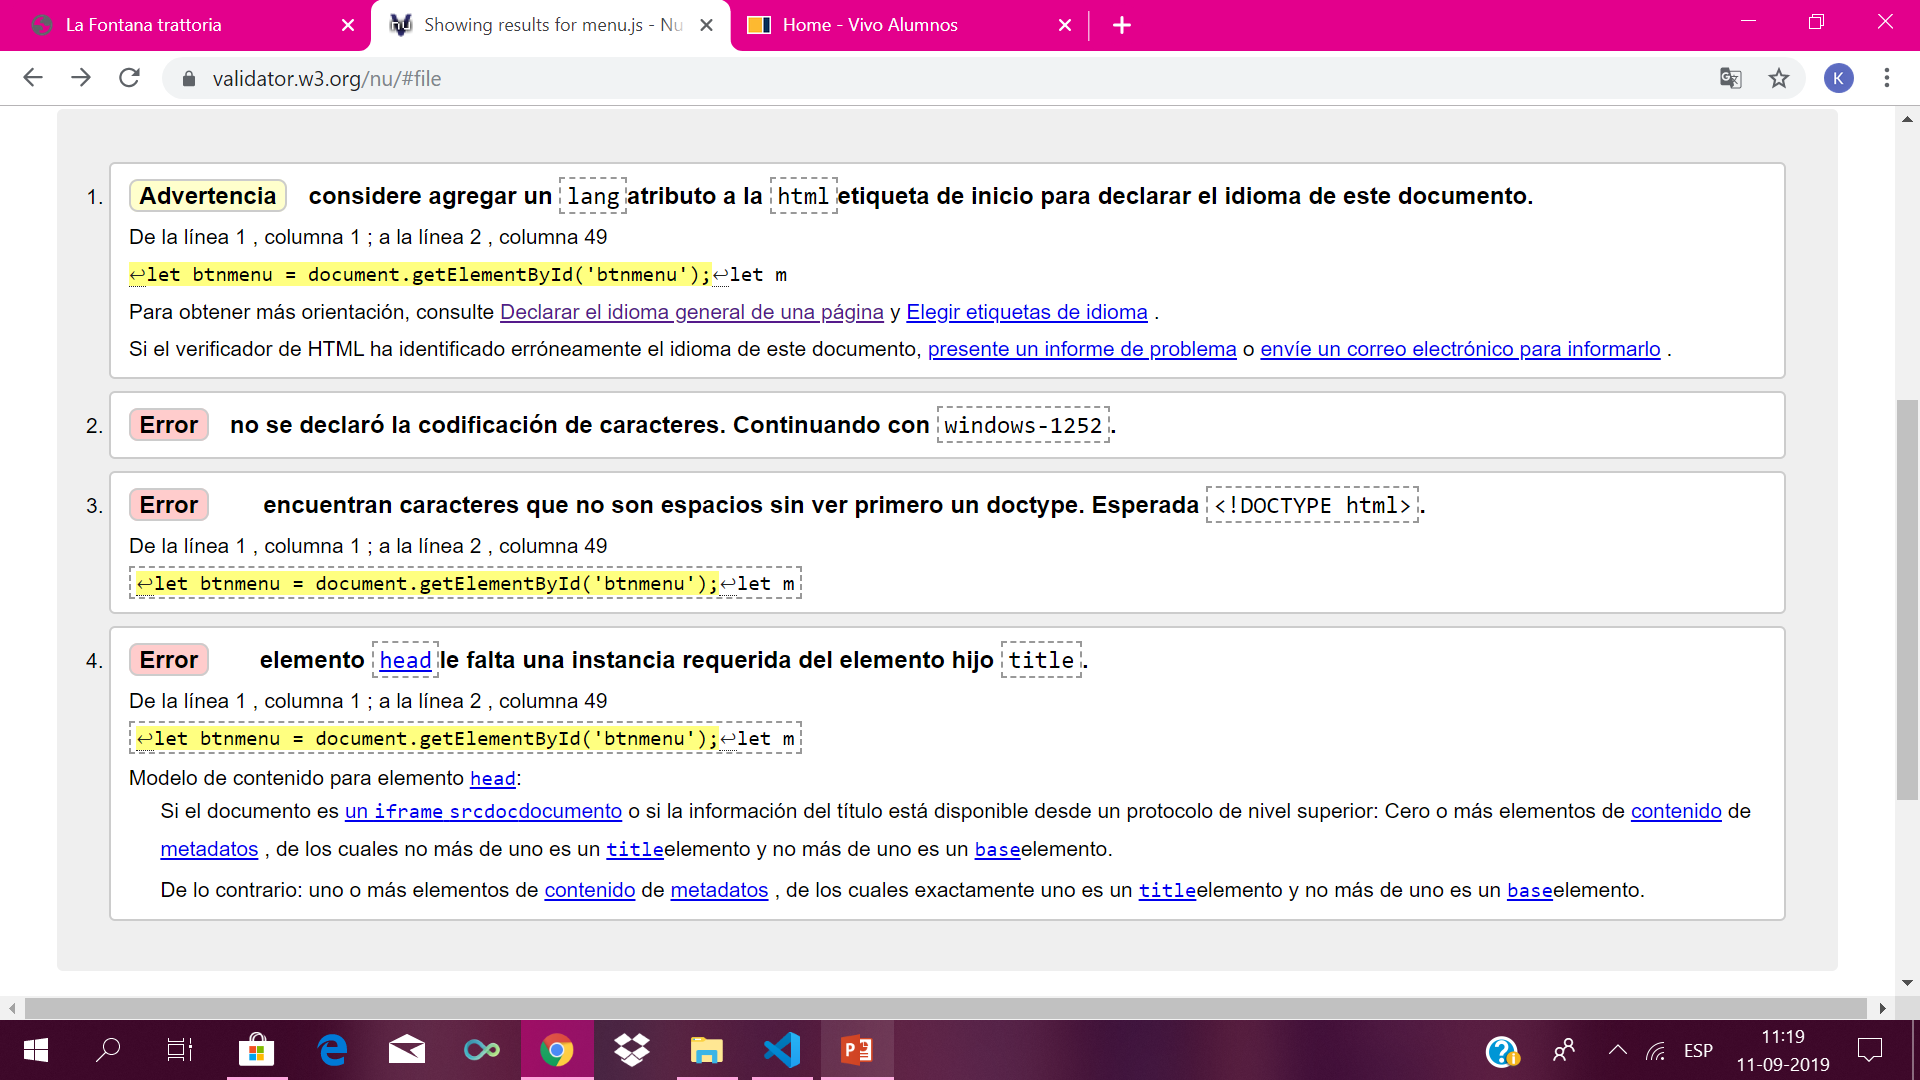 La Fontana trattoria
Showing results for menu.js - Nu
Home - Vivo Alumnos
validator.w3.org/nu/#file
K
1. Advertencia considere agregar un lang atributo a la html etiqueta de inicio para declarar el idioma de este documento.
De la línea 1 , columna 1 ; a la línea 2 , columna 49
↩let btnmenu = document.getElementById('btnmenu');↩let m
Para obtener más orientación, consulte Declarar el idioma general de una página y Elegir etiquetas de idioma .
Si el verificador de HTML ha identificado erróneamente el idioma de este documento, presente un informe de problema o envíe un correo electrónico para informarlo .
2. Error no se declaró la codificación de caracteres. Continuando con windows-1252.
3. Error encuentran caracteres que no son espacios sin ver primero un doctype. Esperada <!DOCTYPE html>.
De la línea 1 , columna 1 ; a la línea 2 , columna 49
↩let btnmenu = document.getElementById('btnmenu');↩let m
4. Error elemento head le falta una instancia requerida del elemento hijo title.
De la línea 1 , columna 1 ; a la línea 2 , columna 49
↩let btnmenu = document.getElementById('btnmenu');↩let m
Modelo de contenido para elemento head:
Si el documento es un iframe srcdocdocumento o si la información del título está disponible desde un protocolo de nivel superior: Cero o más elementos de contenido de
metadatos , de los cuales no más de uno es un titleelemento y no más de uno es un baseelemento.
De lo contrario: uno o más elementos de contenido de metadatos , de los cuales exactamente uno es un titleelemento y no más de uno es un baseelemento.
ESP
11:19
11-09-2019